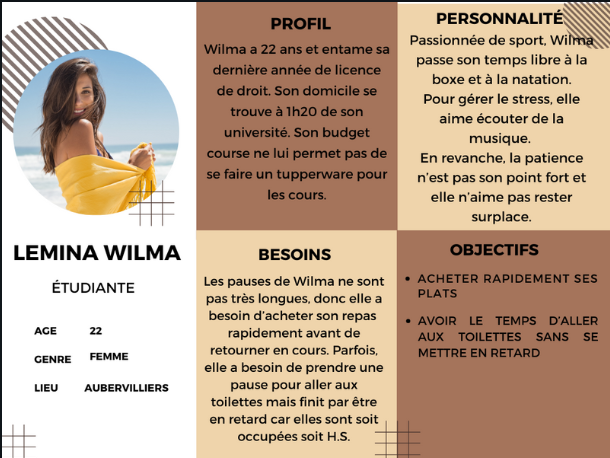 PROFIL
Wilma a 22 ans et entame sa
dernière année de licence
de droit. Son domicile se
trouve à 1h20 de son
université. Son budget
course ne lui permet pas de
se faire un tupperware pour
les cours.
PERSONNALITÉ
Passionnée de sport, Wilma
passe son temps libre à la
boxe et à la natation.
Pour gérer le stress, elle
aime écouter de la
musique.
En revanche, la patience
n'est pas son point fort et
elle n'aime pas rester
surplace.
LEMINA WILMA
ÉTUDIANTE
AGE 22
GENRE FEMME
LIEU AUBERVILLIERS
BESOINS
Les pauses de Wilma ne sont
pas très longues, donc elle a
besoin d'acheter son repas
rapidement avant de
retourner en cours. Parfois,
elle a besoin de prendre une
pause pour aller aux
toilettes mais finit par être
en retard car elles sont soit
occupées soit H.S.
OBJECTIFS
• ACHETER RAPIDEMENT SES
PLATS
• AVOIR LE TEMPS D'ALLER
AUX TOILETTES SANS SE
METTRE EN RETARD